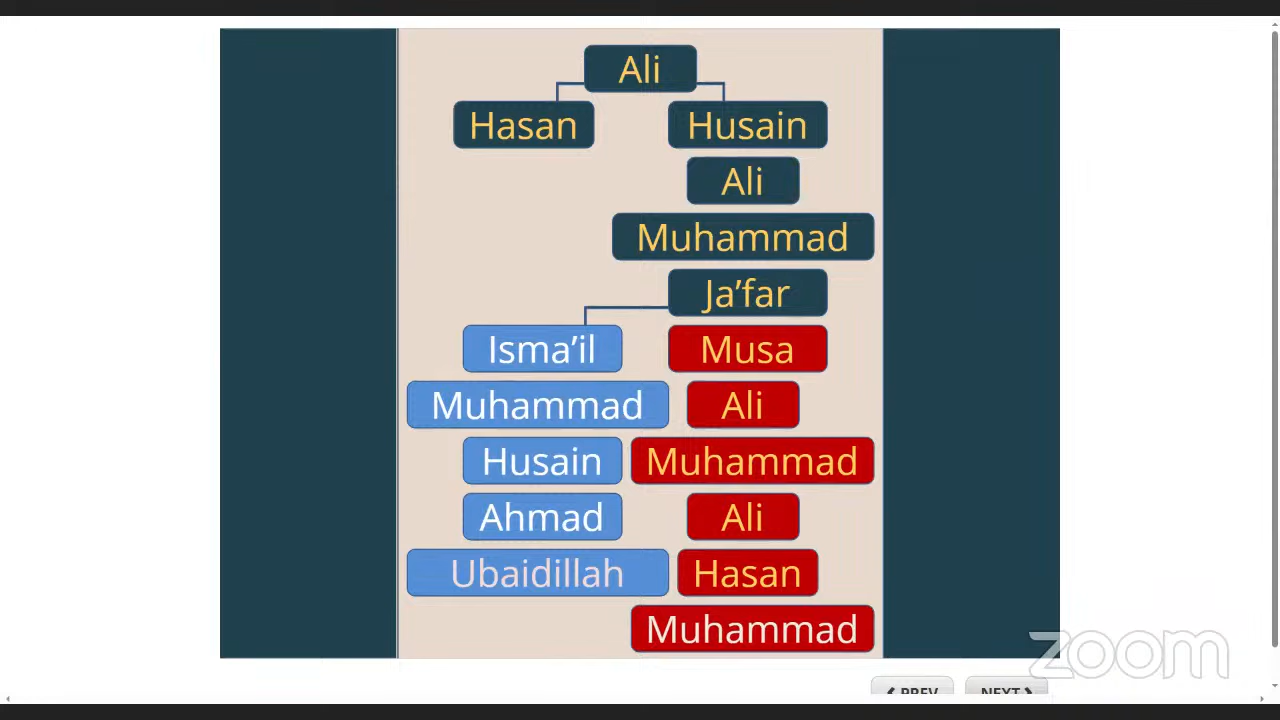 Ali
Hasan Husain
Ali
Muhammad
Ja’far
Isma’il Musa
Muhammad Ali
Husain Muhammad
Ahmad Ali
Ubaidillah Hasan
Muhammad
zoom
❮ PREV NEXT ❯